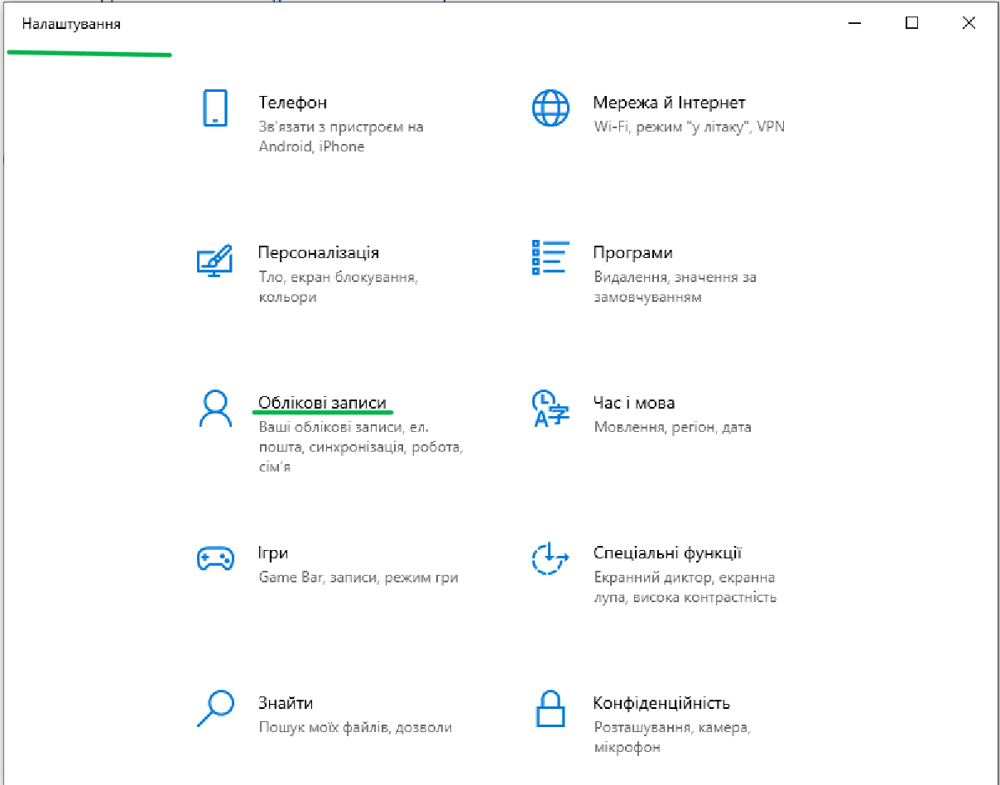 Налаштування
Телефон
Зв'язати з пристроєм на
Android, iPhone
Мережа й Інтернет
Wi-Fi, режим "у літаку", VPN
Персоналізація
Тло, екран блокування,
кольори
Програми
Видалення, значення за
замовчуванням
Облікові записи
Ваші облікові записи, ел.
пошта, синхронізація, робота,
сім’я
Час і мова
Мовлення, регіон, дата
Ігри
Game Bar, записи, режим гри
Спеціальні функції
Екранний диктор, екранна
лупа, висока контрастність
Знайти
Пошук моїх файлів, дозволи
Конфіденційність
Розташування, камера,
мікрофон